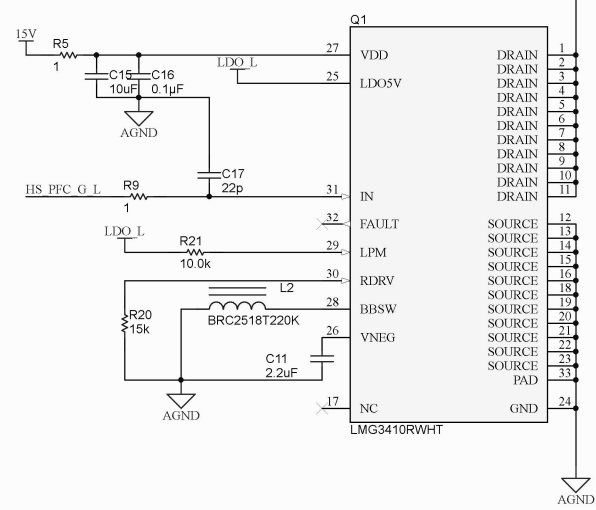 Q1
15V
R5
1
C15
10uF
C16
0.1µF
AGND
LDO_L
27 VDD
25 LDO5V
C17
22p
HS_PFC_G_L
R9
1
31 IN
32 FAULT
LDO_L
R21
10.0k
29 LPM
30 RDRV
L2
BRC2518T220K
28 BBSW
R20
15k
26 VNEG
C11
2.2uF
AGND
17 NC
DRAIN 1
DRAIN 2
DRAIN 3
DRAIN 4
DRAIN 5
DRAIN 6
DRAIN 7
DRAIN 8
DRAIN 9
DRAIN 10
DRAIN 11
SOURCE 12
SOURCE 13
SOURCE 14
SOURCE 15
SOURCE 16
SOURCE 18
SOURCE 19
SOURCE 20
SOURCE 21
SOURCE 22
SOURCE 23
PAD 33
GND 24
LMG3410RWHT
AGND